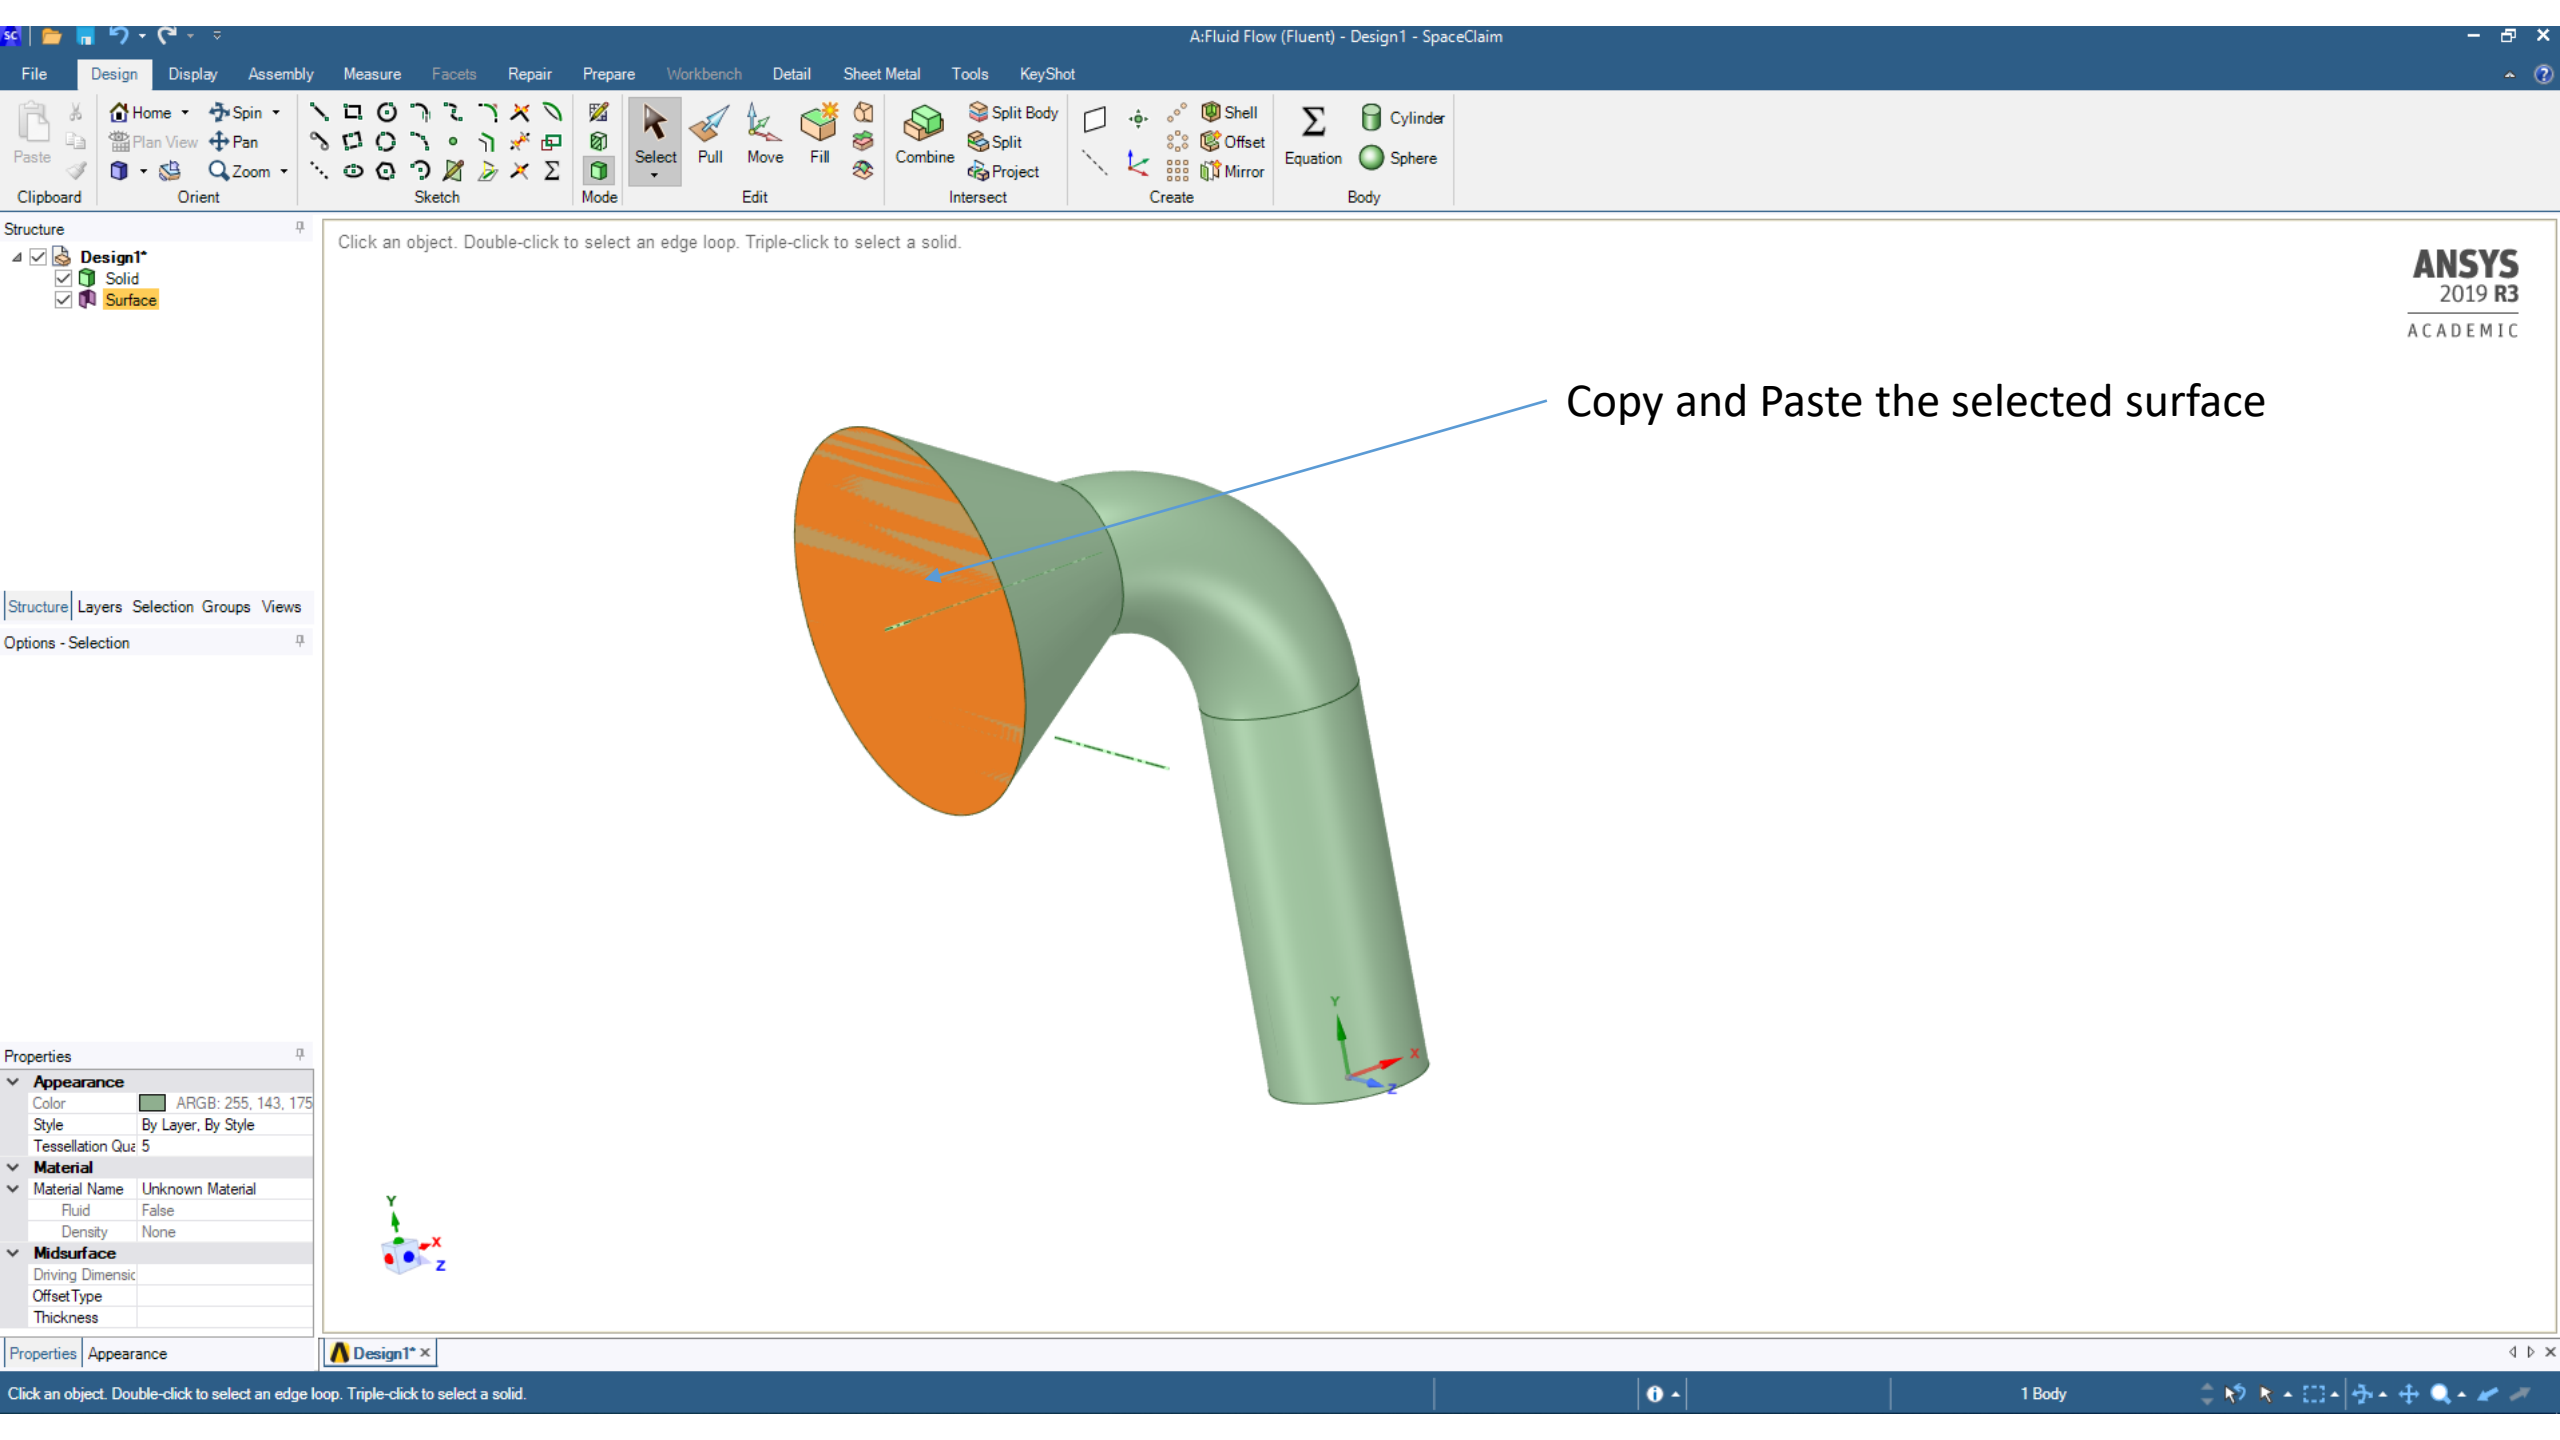 A:Fluid Flow (Fluent) - Design1 - SpaceClaim
SC
File Design Display Assembly Measure Facets Repair Prepare Workbench Detail Sheet Metal Tools KeyShot
Home Spin Split Body Shell Cylinder
Plan View Pan Split Offset
Paste Select Pull Move Fill Combine Equation Sphere
Zoom Project Mirror
Clipboard Orient Sketch Mode Edit Intersect Create Body
Structure
Design1*
Solid
Surface
Structure Layers Selection Groups Views
Options - Selection
Click an object. Double-click to select an edge loop. Triple-click to select a solid.
ANSYS
2019 R3
ACADEMIC
Copy and Paste the selected surface
Y
X
Z
Y
X
Z
Properties
Appearance
Color ARGB: 255, 143, 175
Style By Layer, By Style
Tessellation Qua 5
Material
Material Name Unknown Material
Fluid False
Density None
Midsurface
Driving Dimensic
OffsetType
Thickness
Properties Appearance
Design1*
Click an object. Double-click to select an edge loop. Triple-click to select a solid.
1 Body